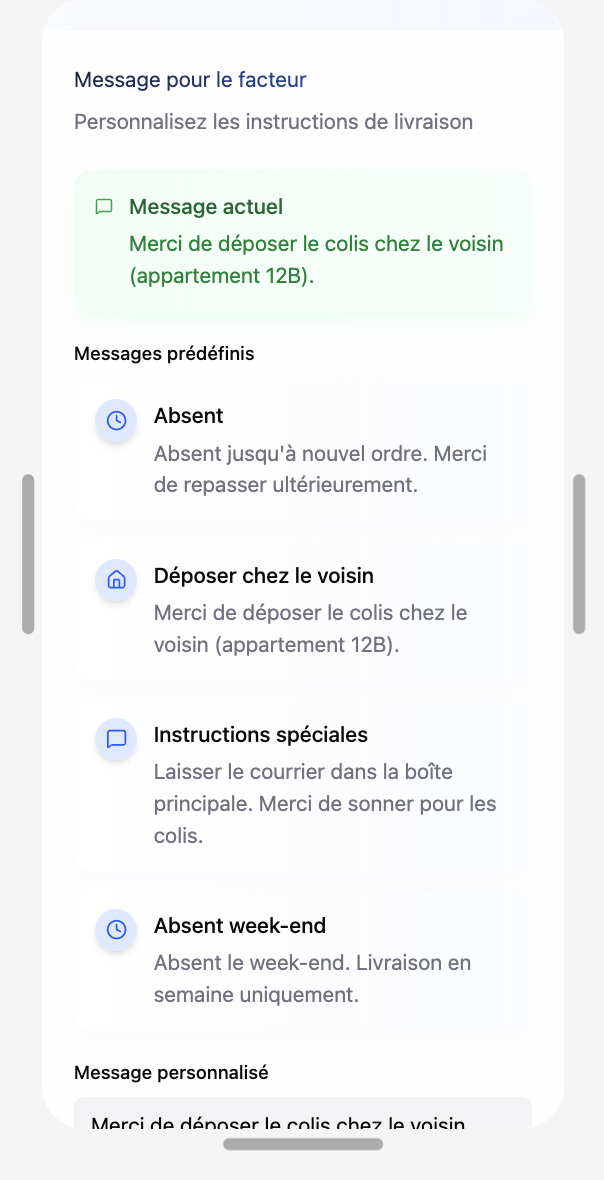 Message pour le facteur
Personnalisez les instructions de livraison
Message actuel
Merci de déposer le colis chez le voisin
(appartement 12B).
Messages prédéfinis
Absent
Absent jusqu'à nouvel ordre. Merci
de repasser ultérieurement.
Déposer chez le voisin
Merci de déposer le colis chez le
voisin (appartement 12B).
Instructions spéciales
Laisser le courrier dans la boîte
principale. Merci de sonner pour les
colis.
Absent week-end
Absent le week-end. Livraison en
semaine uniquement.
Message personnalisé
Merci de déposer le colis chez le voisin